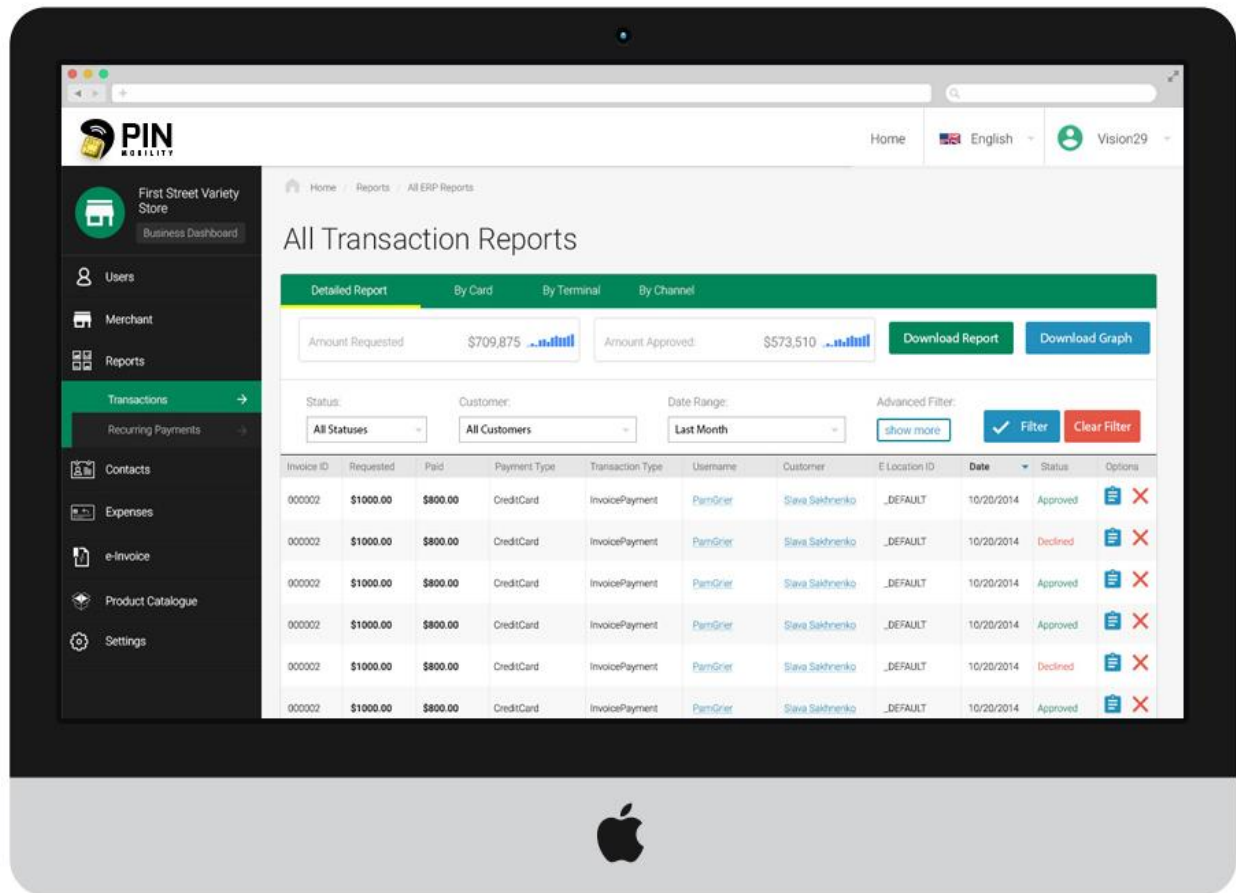 PIN
MOBILITY
Home English Vision29
First Street Variety
Store
Business Dashboard
Users
Merchant
Reports
Transactions
Recurring Payments
Contacts
Expenses
e-Invoice
Product Catalogue
Settings
Home / Reports / All ERP Reports
All Transaction Reports
Detailed Report By Card By Terminal By Channel
Amount Requested $709,875 Amount Approved: $573,510 Download Report Download Graph
Status: Customer: Date Range: Advanced Filter:
All Statuses All Customers Last Month show more Filter Clear Filter
Invoice ID Requested Paid Payment Type Transaction Type Username Customer E Location ID Date Status Options
000002 $1000.00 $800.00 CreditCard InvoicePayment PamGrier Slava Sakhnenko _DEFAULT 10/20/2014 Approved
000002 $1000.00 $800.00 CreditCard InvoicePayment PamGrier Slava Sakhnenko _DEFAULT 10/20/2014 Declined
000002 $1000.00 $800.00 CreditCard InvoicePayment PamGrier Slava Sakhnenko _DEFAULT 10/20/2014 Approved
000002 $1000.00 $800.00 CreditCard InvoicePayment PamGrier Slava Sakhnenko _DEFAULT 10/20/2014 Approved
000002 $1000.00 $800.00 CreditCard InvoicePayment PamGrier Slava Sakhnenko _DEFAULT 10/20/2014 Declined
000002 $1000.00 $800.00 CreditCard InvoicePayment PamGrier Slava Sakhnenko _DEFAULT 10/20/2014 Approved